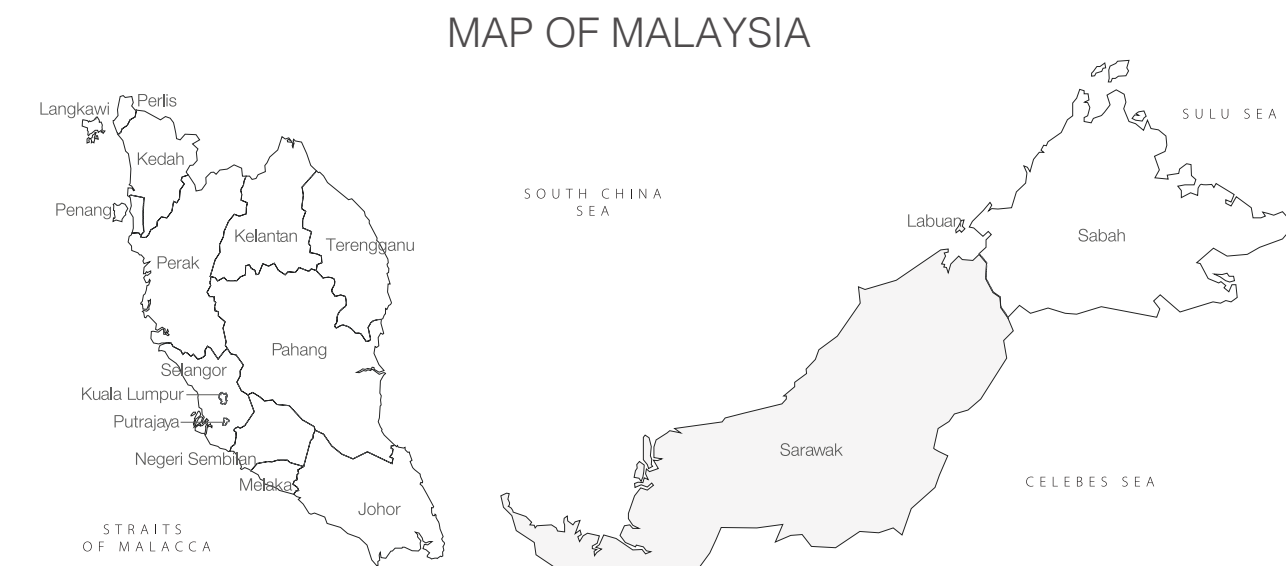 MAP OF MALAYSIA
Langkawi
Perlis
SULU SEA
Kedah
SOUTH CHINA
SEA
Penang
Labuan
Kelantan
Terengganu
Sabah
Perak
Pahang
Selangor
Kuala Lumpur
Putrajaya
Sarawak
Negeri Sembilan
Melaka
CELEBES SEA
Johor
STRAITS
OF MALACCA